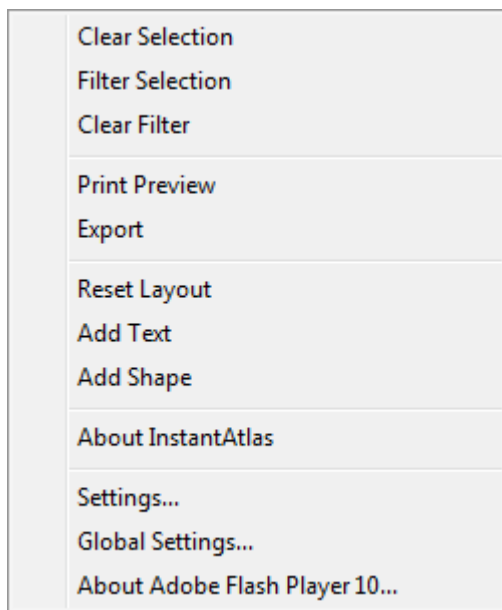 Clear Selection
Filter Selection
Clear Filter
Print Preview
Export
Reset Layout
Add Text
Add Shape
About InstantAtlas
Settings...
Global Settings...
About Adobe Flash Player 10...